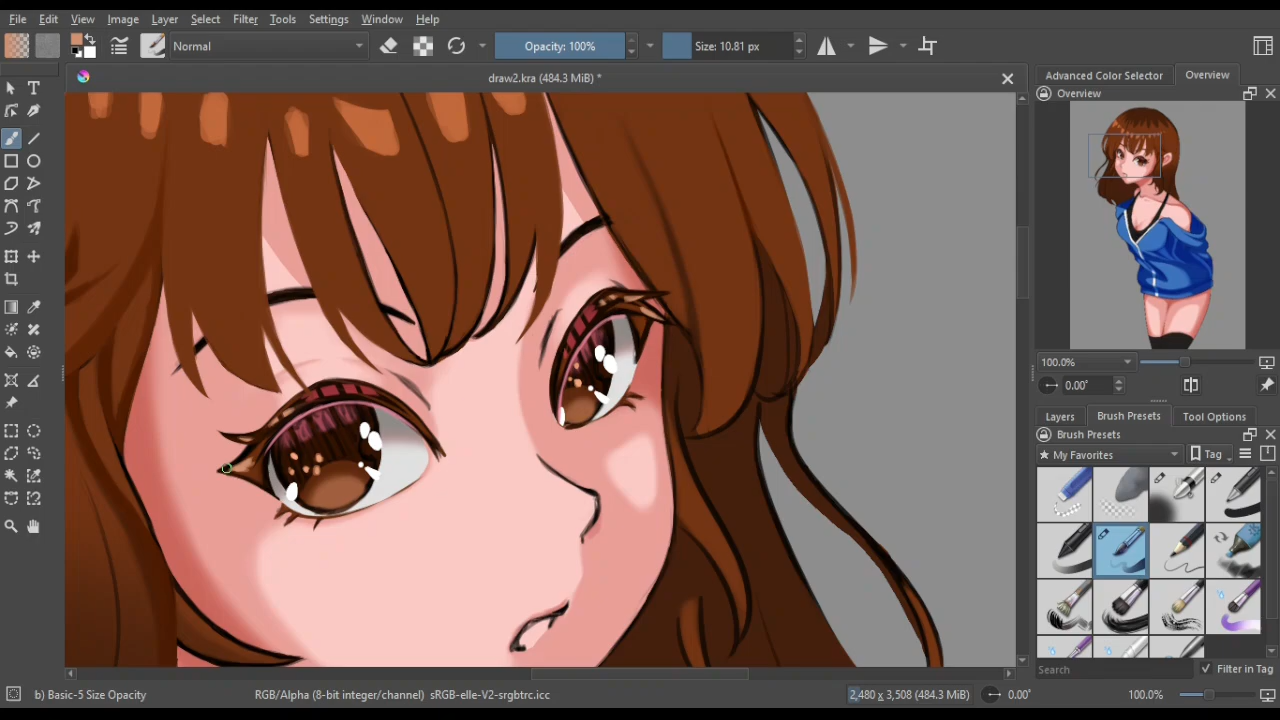 File Edit View Image Layer Select Filter Tools Settings Window Help
Normal Opacity: 100% Size: 10.81 px
draw2.kra (484.3 MiB) *
Advanced Color Selector Overview
Overview
100.0%
0.00°
Layers Brush Presets Tool Options
Brush Presets
My Favorites Tag
Search Filter in Tag
b) Basic-5 Size Opacity RGB/Alpha (8-bit integer/channel) sRGB-elle-V2-srgbtrc.icc 2,480 x 3,508 (484.3 MiB) 0.00° 100.0%